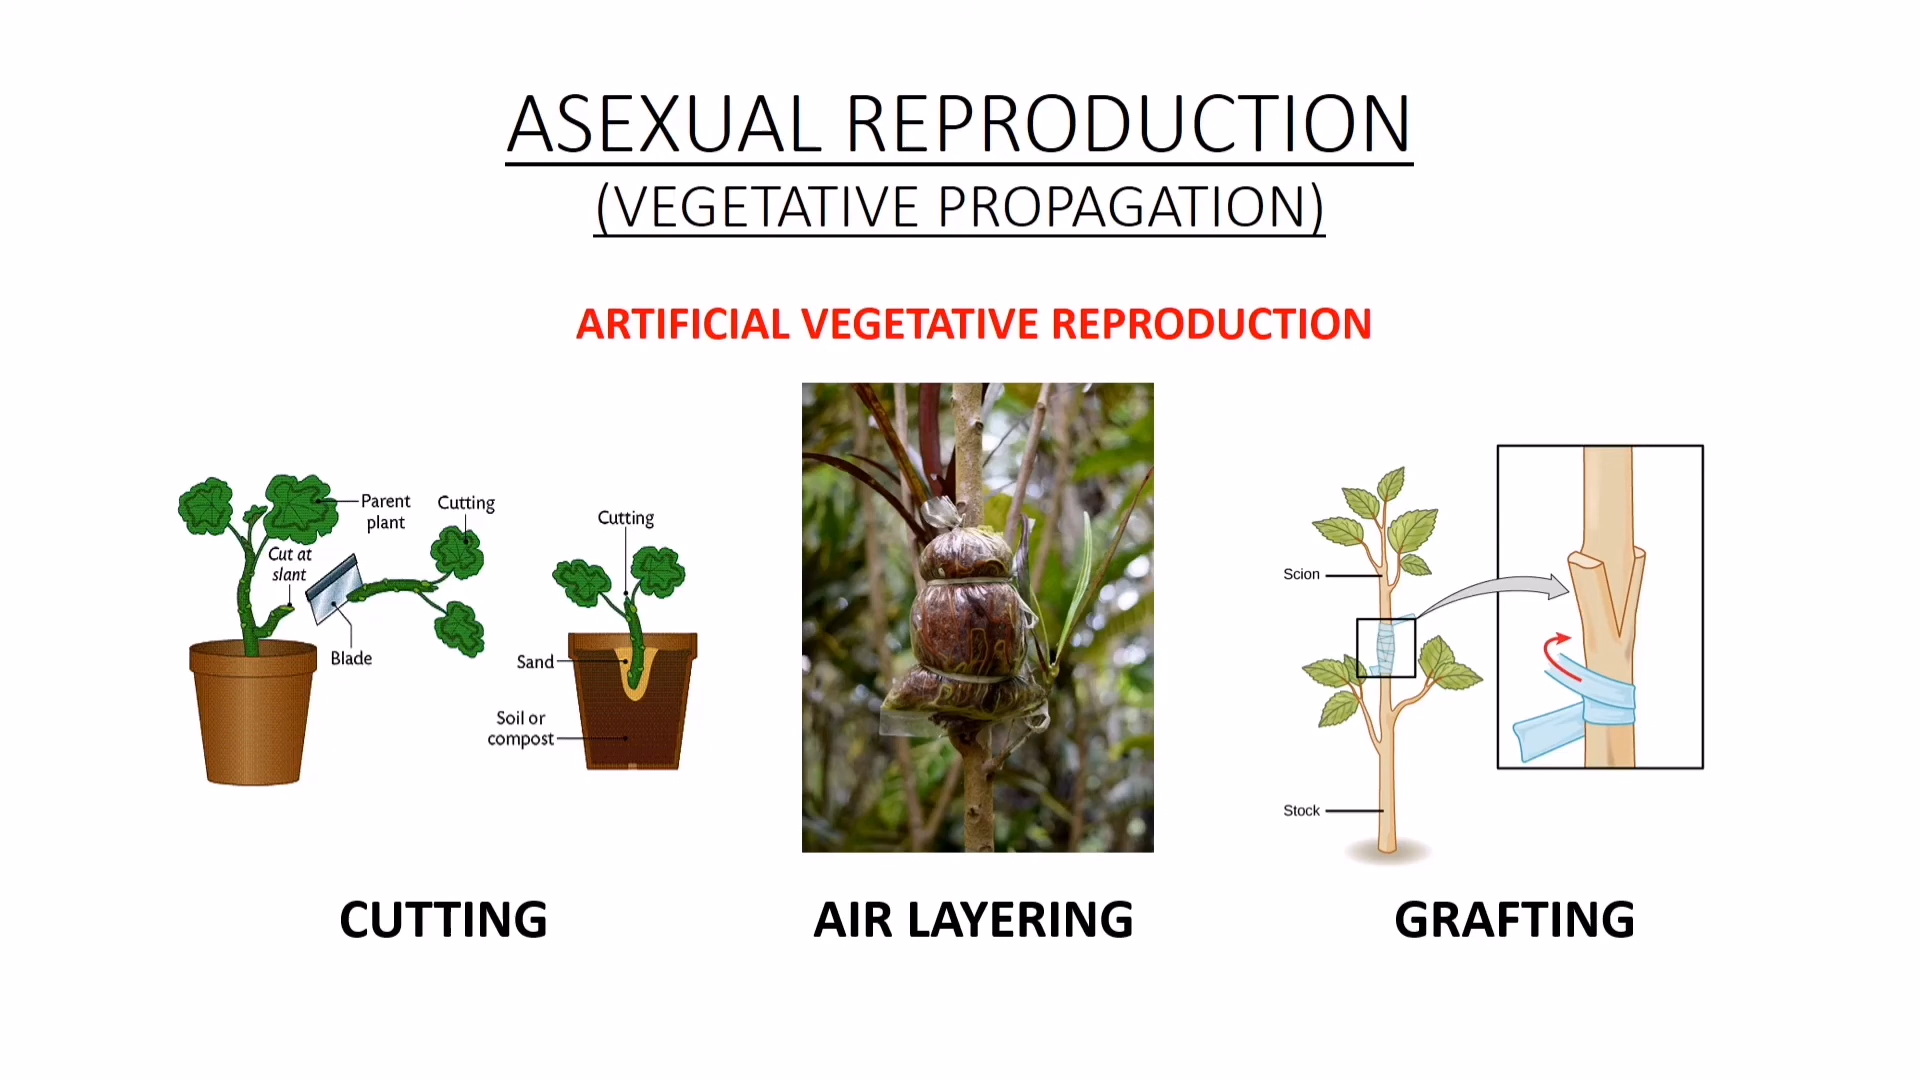 ASEXUAL REPRODUCTION
(VEGETATIVE PROPAGATION)
ARTIFICIAL VEGETATIVE REPRODUCTION
Parent
plant
Cutting
Cut at
slant
Blade
Cutting
Sand
Soil or
compost
Scion
Stock
CUTTING
AIR LAYERING
GRAFTING